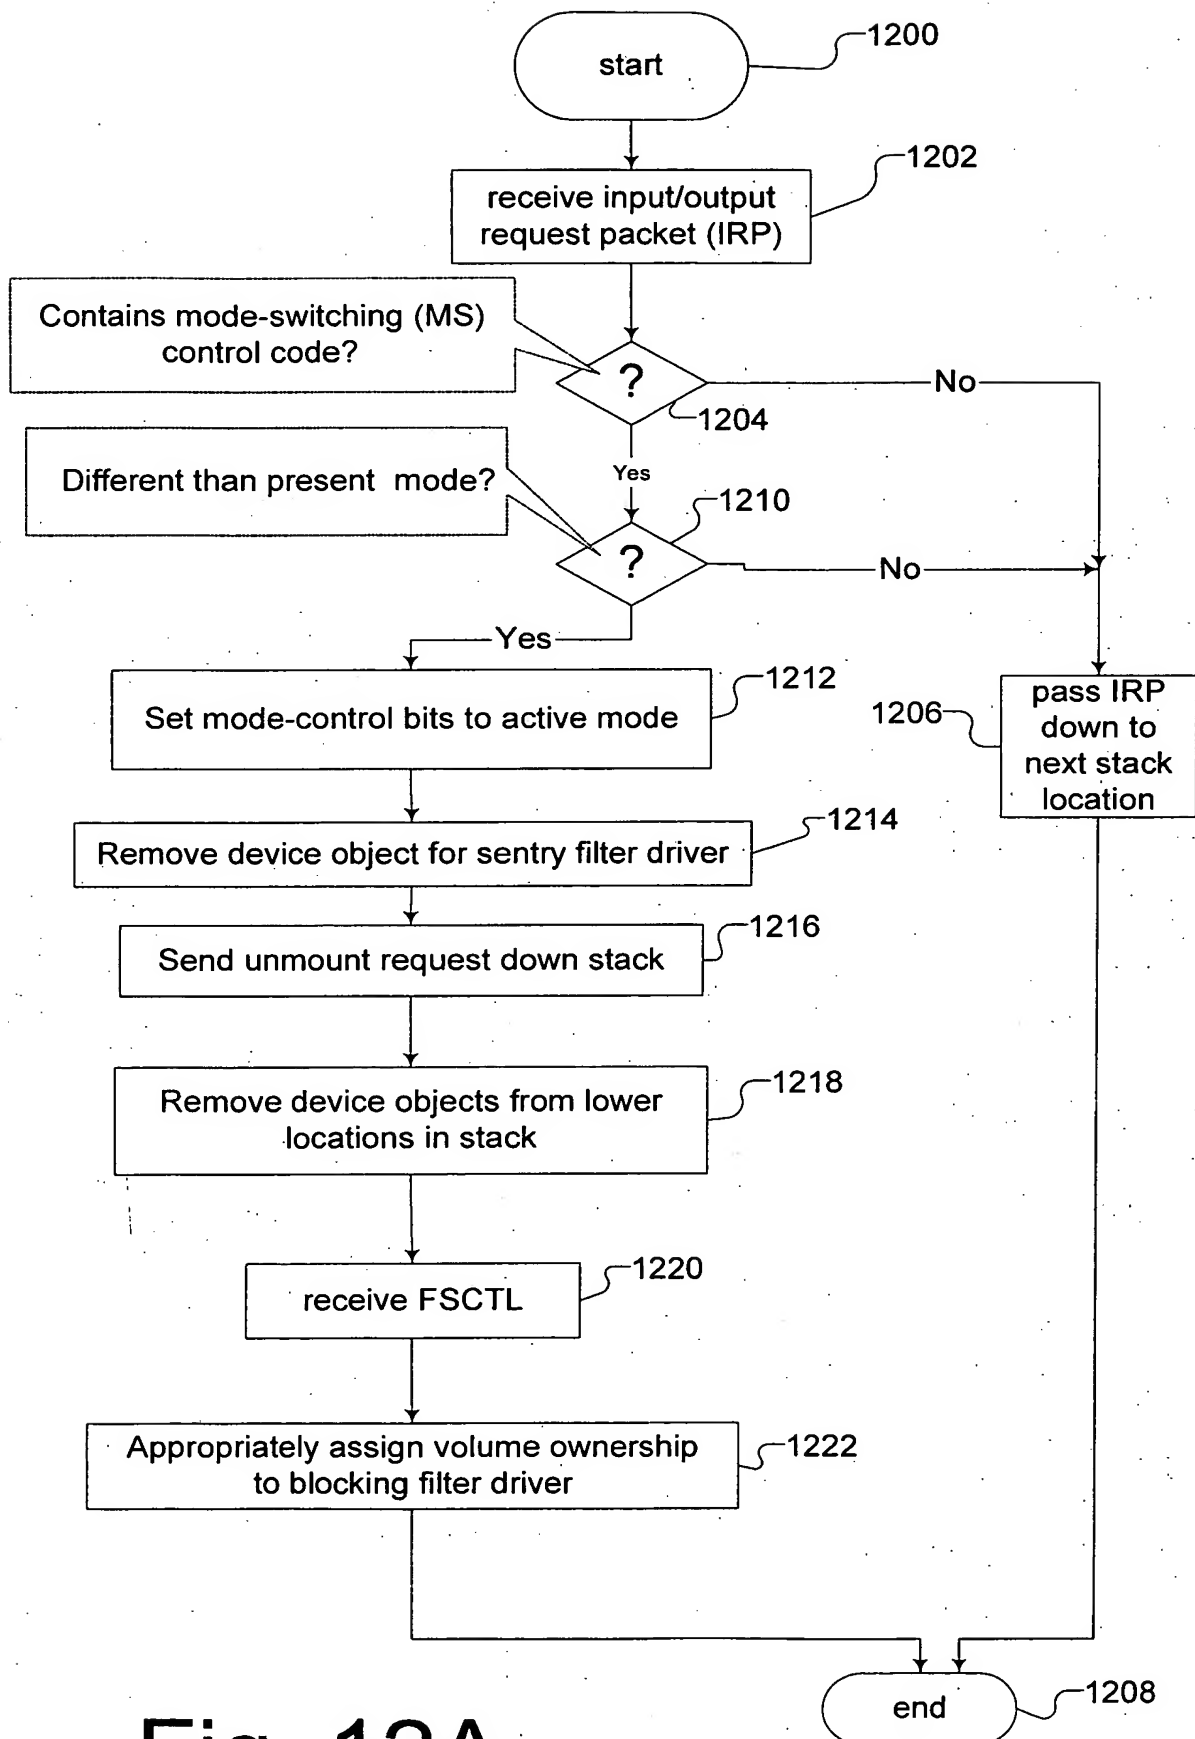 start
1200
receive input/output
request packet (IRP)
1202
Contains mode-switching (MS)
control code?
?
1204
No
Yes
Different than present mode?
?
1210
No
Yes
Set mode-control bits to active mode
1212
pass IRP
down to
next stack
location
1206
Remove device object for sentry filter driver
1214
Send unmount request down stack
1216
Remove device objects from lower
locations in stack
1218
receive FSCTL
1220
Appropriately assign volume ownership
to blocking filter driver
1222
end
1208
Fig. 12A